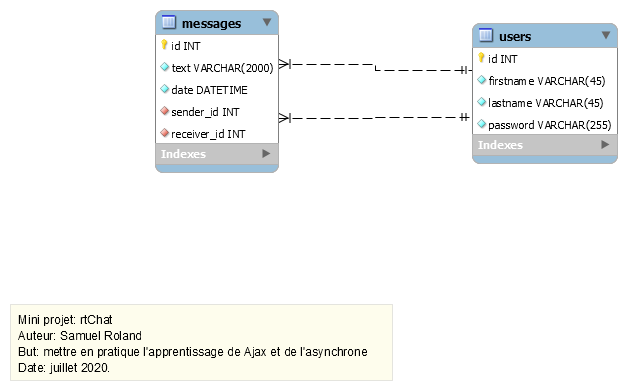 messages
id INT
text VARCHAR(2000)
date DATETIME
sender_id INT
receiver_id INT
Indexes
users
id INT
firstname VARCHAR(45)
lastname VARCHAR(45)
password VARCHAR(255)
Indexes
Mini projet: rtChat
Auteur: Samuel Roland
But: mettre en pratique l'apprentissage de Ajax et de l'asynchrone
Date: juillet 2020.